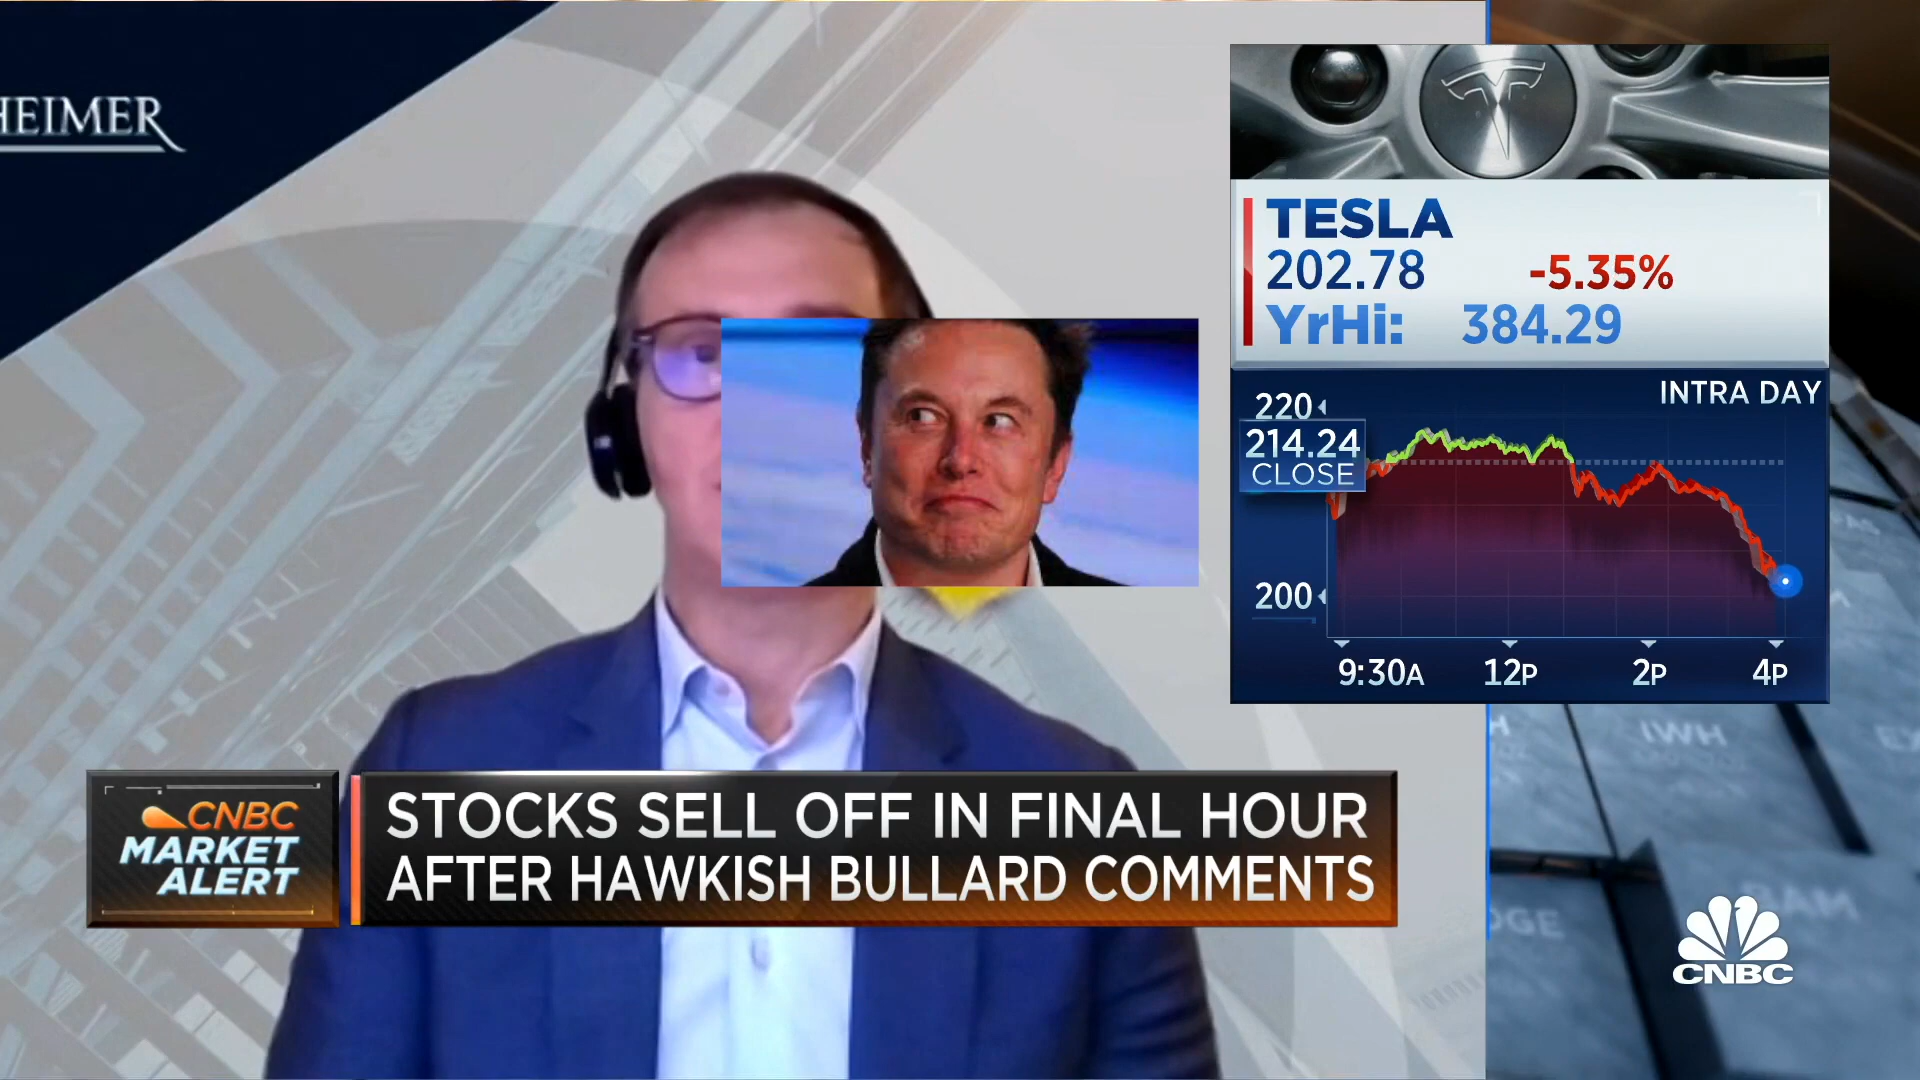 HEIMER
TESLA
202.78 -5.35%
YrHi: 384.29
INTRA DAY
220
214.24
CLOSE
200
9:30A 12P 2P 4P
CNBC
MARKET
ALERT
STOCKS SELL OFF IN FINAL HOUR
AFTER HAWKISH BULLARD COMMENTS
IWH
CNBC